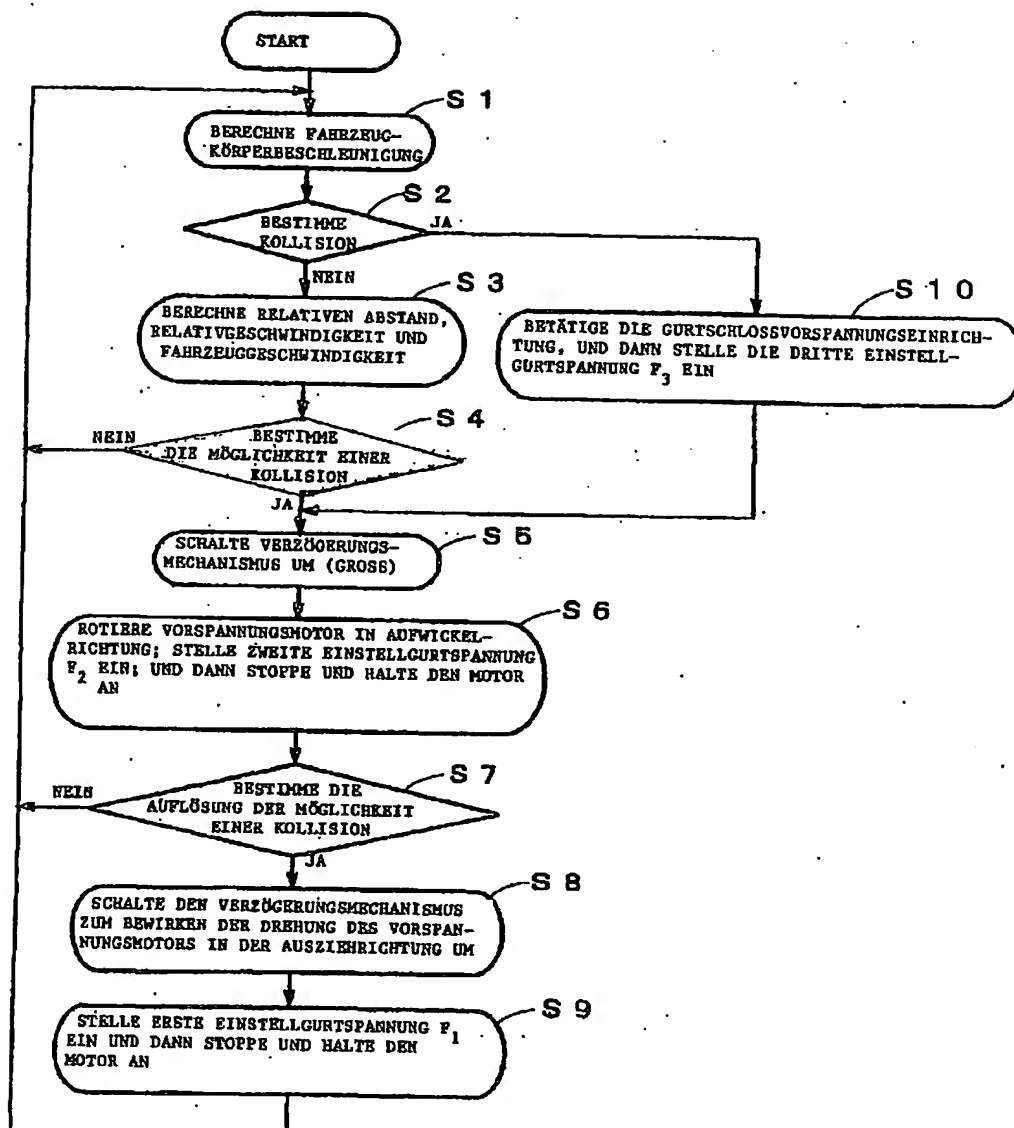 START
S 1
BERECHNE FAHRZEUG-
KÖRPERBESCHLEUNIGUNG
S 2
BESTIMME
KOLLISION
JA
NEIN
S 3
BERECHNE RELATIVEN ABSTAND,
RELATIVGESCHWINDIGKEIT UND
FAHRZEUGGESCHWINDIGKEIT
S 10
BETÄTIGE DIE GURTSCHLOSSVORSPANNUNGSEINRICH-
TUNG, UND DANN STELLE DIE DRITTE EINSTELL-
GURTSPANNUNG F3 EIN
S 4
NEIN
BESTIMME
DIE MÖGLICHKEIT EINER
KOLLISION
JA
S 5
SCHALTE VERZÖGERUNGS-
MECHANISMUS UM (GROSS)
S 6
ROTIERE VORSPANNUNGSMOTOR IN AUFWICKEL-
RICHTUNG; STELLE ZWEITE EINSTELLGURTSPANNUNG
F2 EIN; UND DANN STOPPE UND HALTE DEN MOTOR
AN
S 7
NEIN
BESTIMME DIE
AUFLÖSUNG DER MÖGLICHKEIT
EINER KOLLISION
JA
S 8
SCHALTE DEN VERZÖGERUNGSMECHANISMUS
ZUM BEWIRKEN DER DREHUNG DES VORSPAN-
NUNGSMOTORS IN DER AUSZIEHRICHTUNG UM
S 9
STELLE ERSTE EINSTELLGURTSPANNUNG F1
EIN UND DANN STOPPE UND HALTE DEN
MOTOR AN